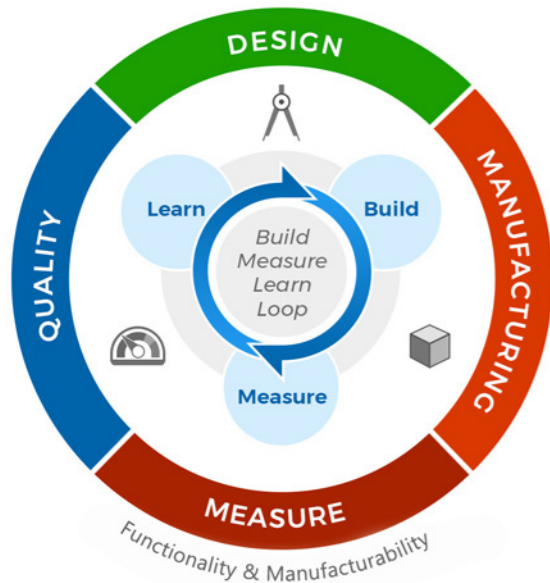 DESIGN
MANUFACTURING
QUALITY
Learn
Build
Build
Measure
Learn
Loop
Measure
MEASURE
Functionality & Manufacturability